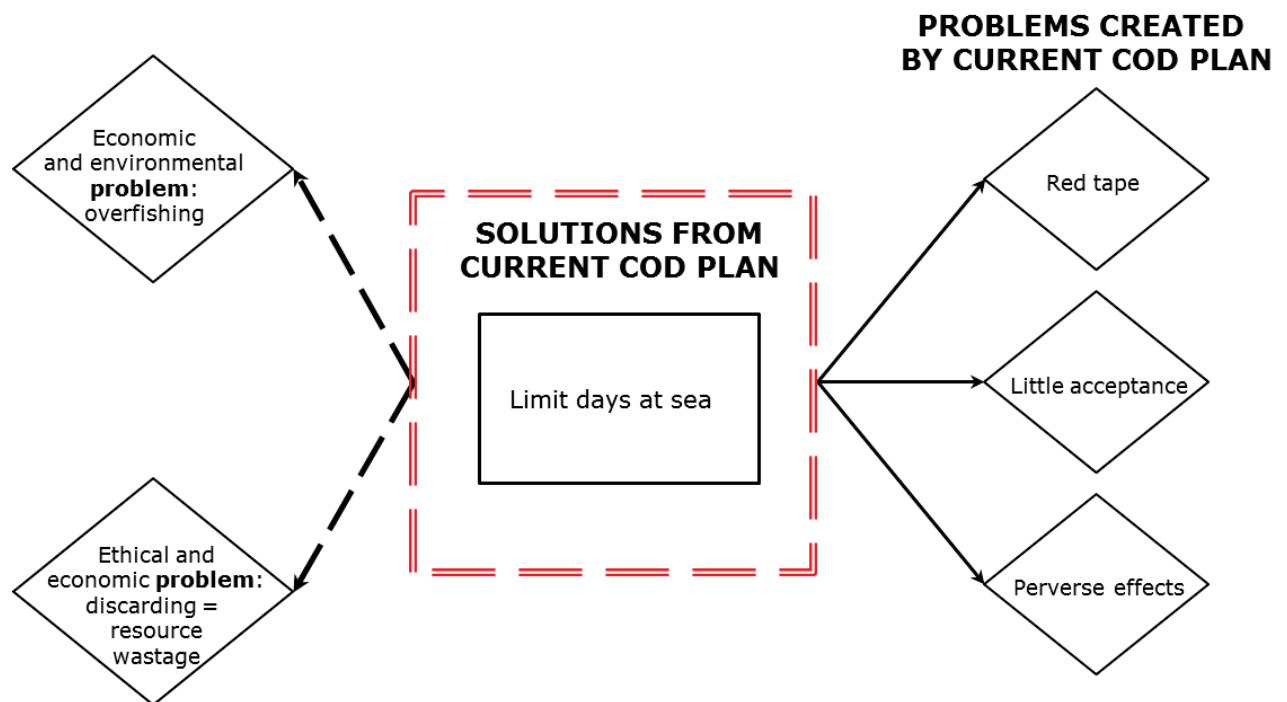 PROBLEMS CREATED
BY CURRENT COD PLAN
Economic
and environmental
problem:
overfishing
Ethical and
economic problem:
discarding =
resource
wastage
SOLUTIONS FROM
CURRENT COD PLAN
Limit days at sea
Red tape
Little acceptance
Perverse effects